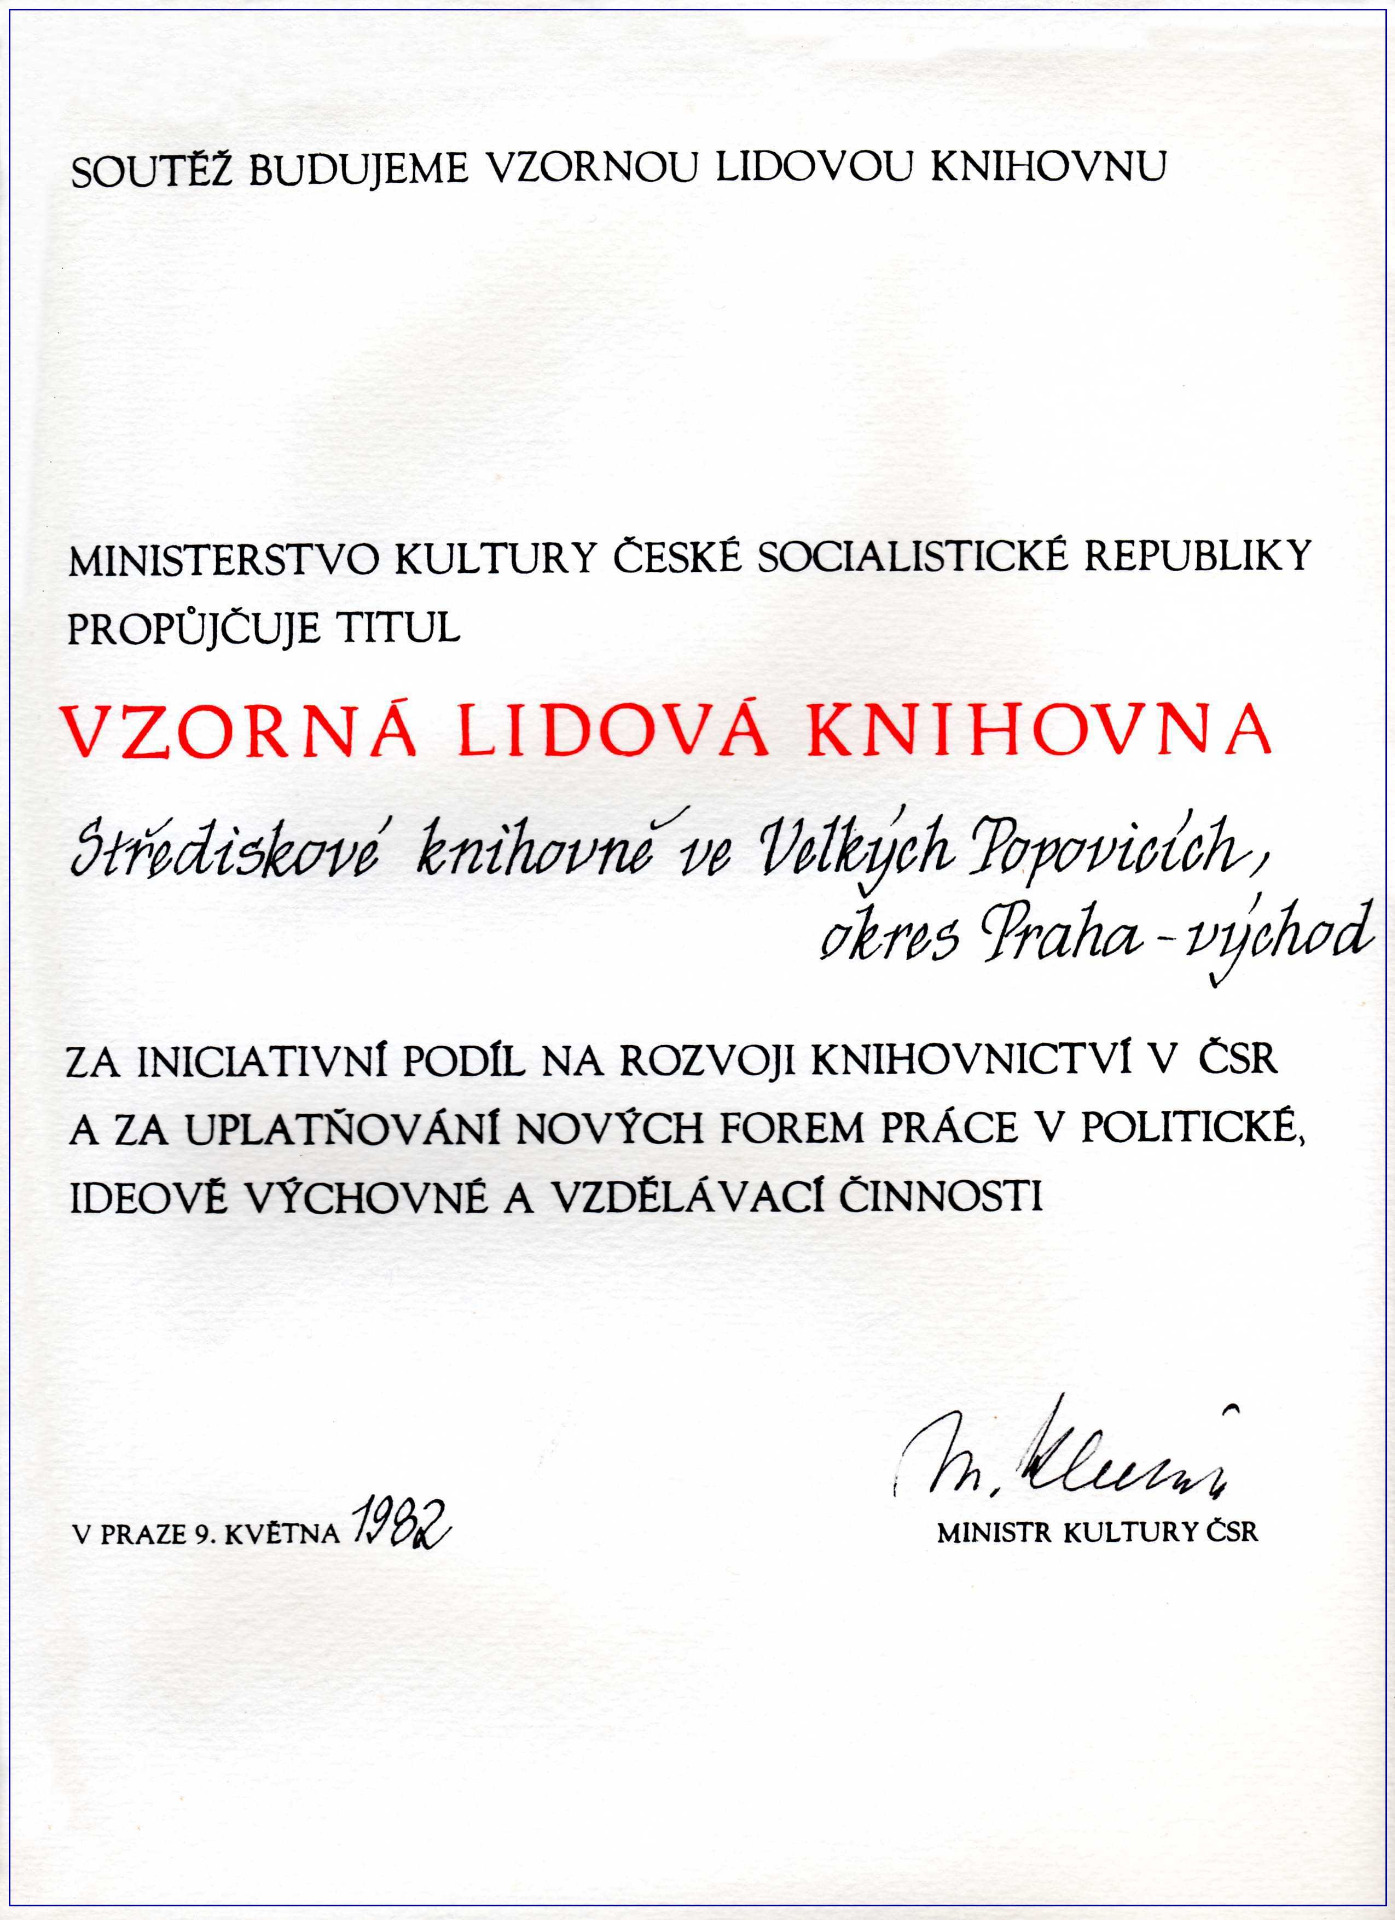 SOUTĚŽ BUDUJEME VZORNOU LIDOVOU KNIHOVNU
MINISTERSTVO KULTURY ČESKÉ SOCIALISTICKÉ REPUBLIKY
PROPŮJČUJE TITUL
VZORNÁ LIDOVÁ KNIHOVNA
Střediskové knihovně ve Velkých Popovicích,
okres Praha - východ
ZA INICIATIVNÍ PODÍL NA ROZVOJI KNIHOVNICTVÍ V ČSR
A ZA UPLATŇOVÁNÍ NOVÝCH FOREM PRÁCE V POLITICKÉ,
IDEOVĚ VÝCHOVNÉ A VZDĚLÁVACÍ ČINNOSTI
M.
V PRAZE 9. KVĚTNA 1982
MINISTR KULTURY ČSR